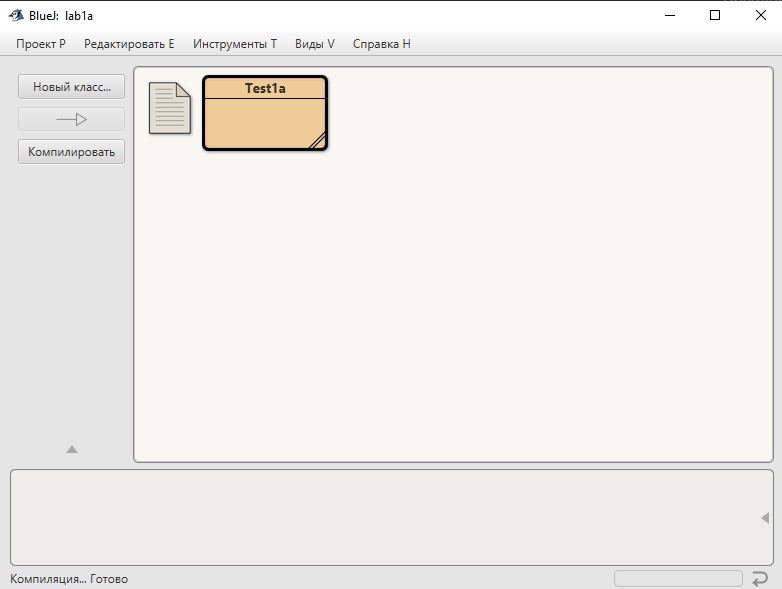 BlueJ: lab1a
Проект P Редактировать E Инструменты T Виды V Справка H
Новый класс...
Компилировать
Test1a
Компиляция... Готово